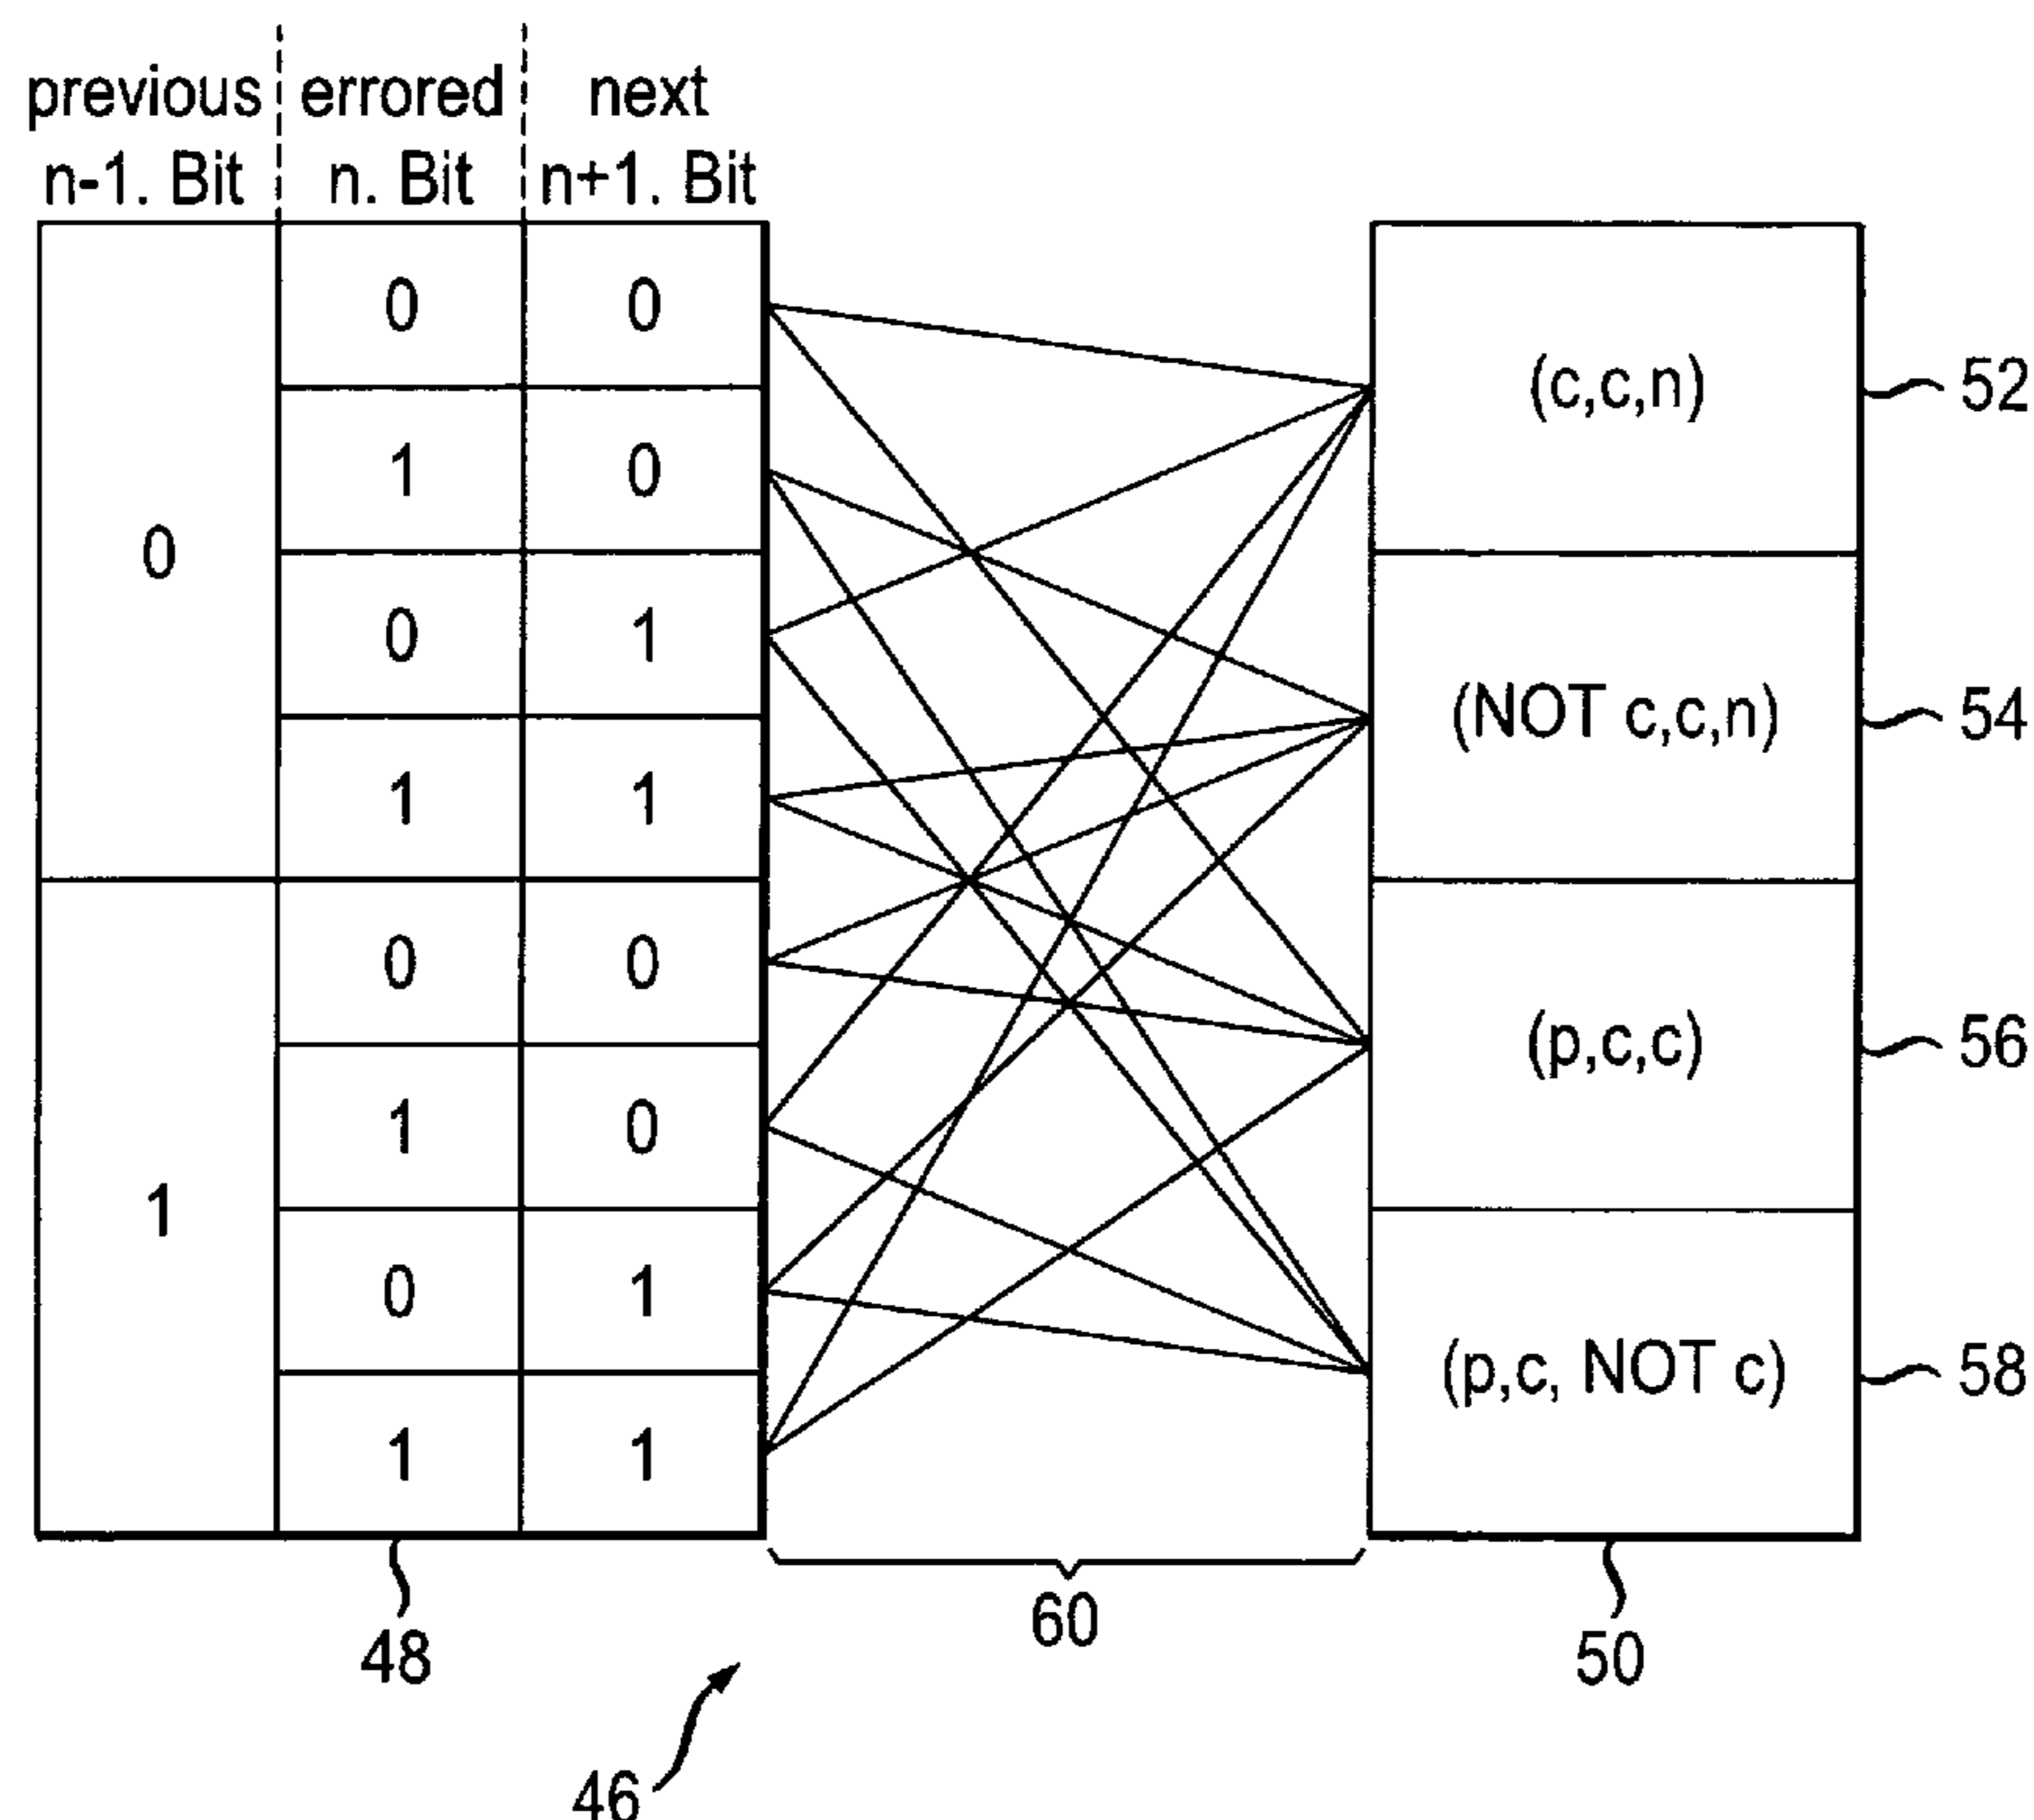 previous errored next
n-1. Bit n. Bit n+1. Bit
0
0 0
1 0
0 1
1 1
1
0 0
1 0
0 1
1 1
(c,c,n) 52
(NOT c,c,n) 54
(p,c,c) 56
(p,c, NOT c) 58
48
60
50
46